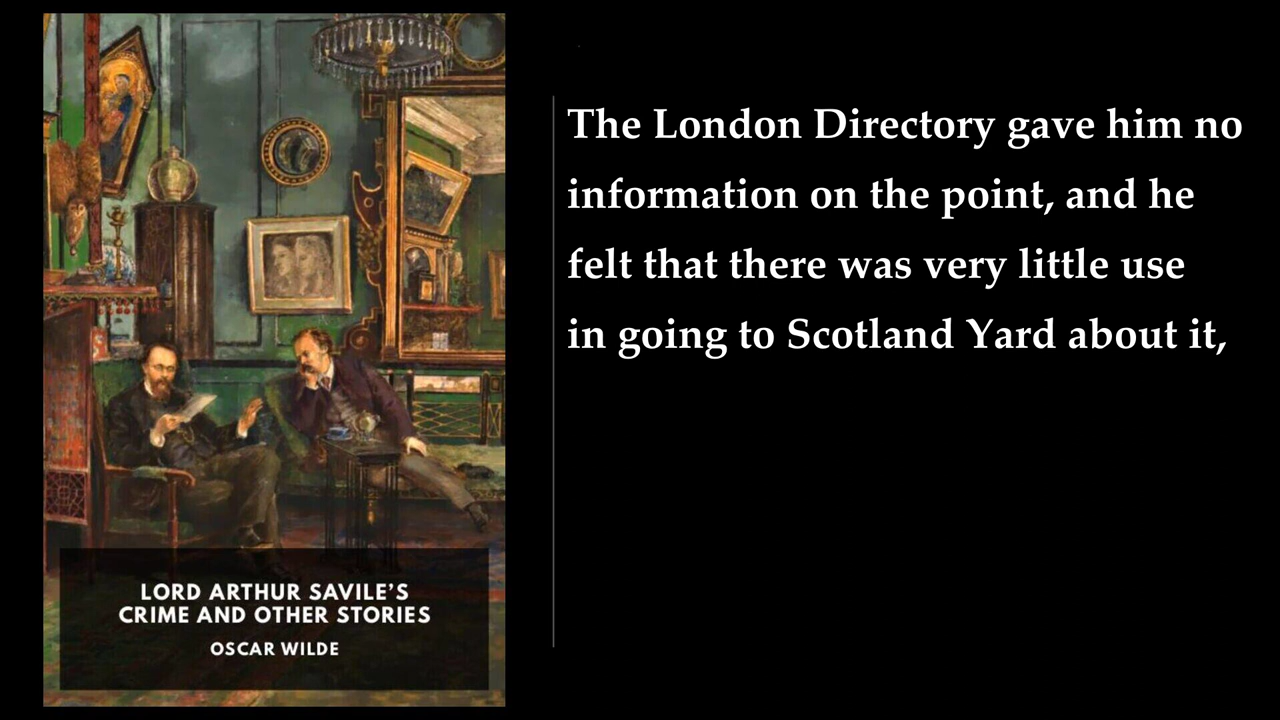 The London Directory gave him no
information on the point, and he
felt that there was very little use
in going to Scotland Yard about it,
LORD ARTHUR SAVILE’S
CRIME AND OTHER STORIES
OSCAR WILDE